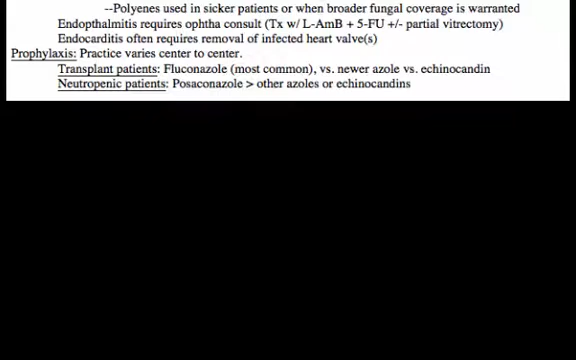 --Polyenes used in sicker patients or when broader fungal coverage is warranted
Endopthalmitis requires ophtha consult (Tx w/ L-AmB + 5-FU +/- partial vitrectomy)
Endocarditis often requires removal of infected heart valve(s)
Prophylaxis: Practice varies center to center.
Transplant patients: Fluconazole (most common), vs. newer azole vs. echinocandin
Neutropenic patients: Posaconazole > other azoles or echinocandins